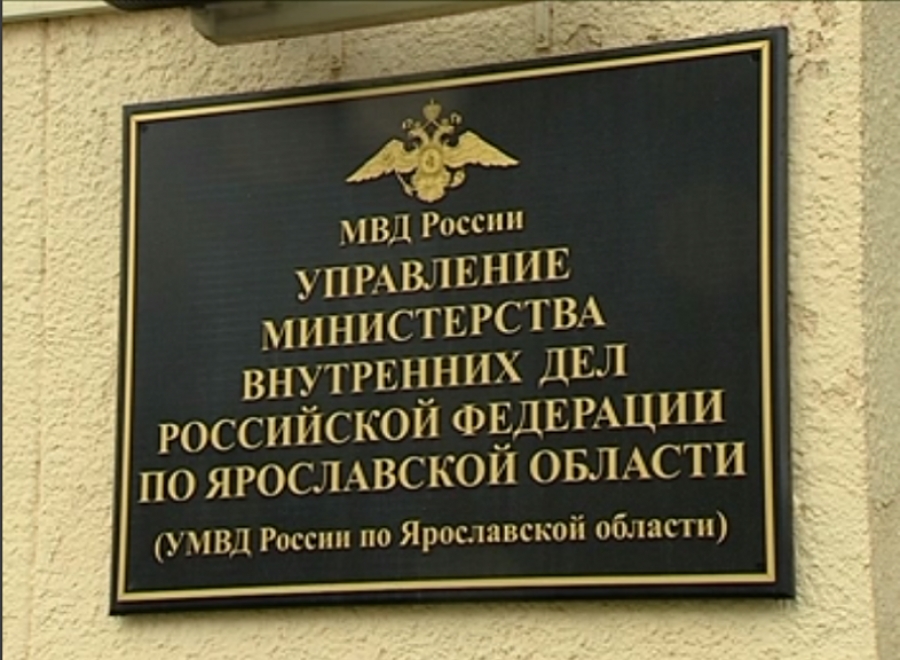 МВД России
УПРАВЛЕНИЕ
МИНИСТЕРСТВА
ВНУТРЕННИХ ДЕЛ
РОССИЙСКОЙ ФЕДЕРАЦИИ
ПО ЯРОСЛАВСКОЙ ОБЛАСТИ
(УМВД России по Ярославской области)